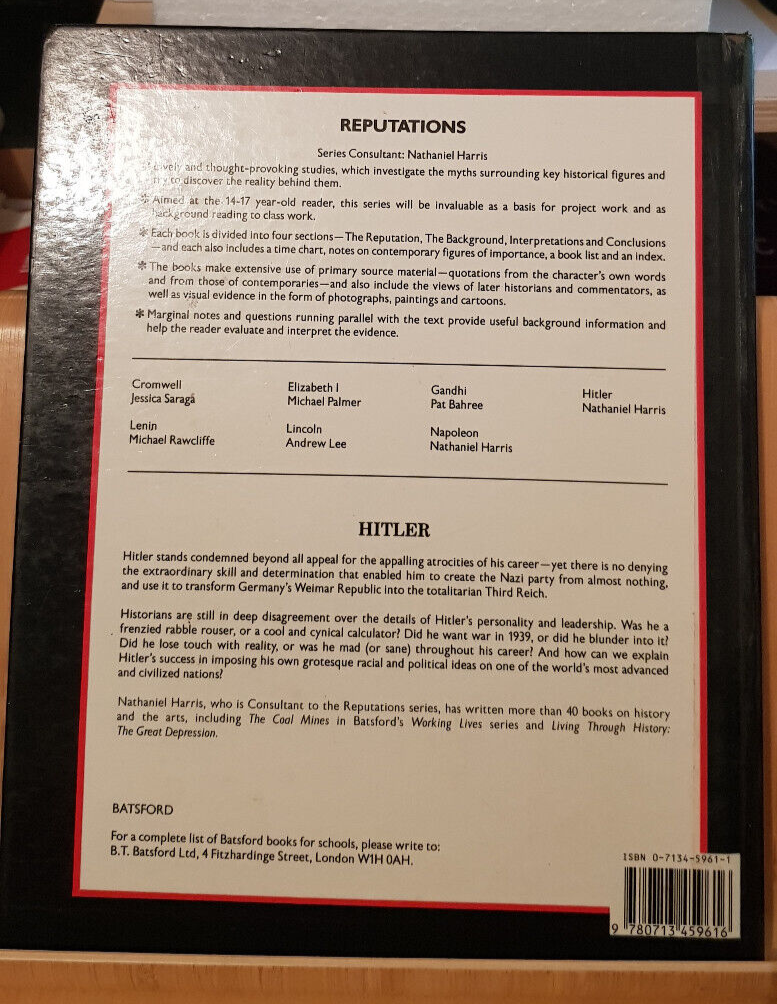 REPUTATIONS
Series Consultant: Nathaniel Harris
and thought-provoking studies, which investigate the myths surrounding key historical figures and
to discover the reality behind them.
* Aimed at the 14-17 year-old reader, this series will be invaluable as a basis for project work and as
background reading to class work.
* Each book is divided into four sections—The Reputation, The Background, Interpretations and Conclusions
—and each also includes a time chart, notes on contemporary figures of importance, a book list and an index.
* The books make extensive use of primary source material—quotations from the character's own words
and from those of contemporaries—and also include the views of later historians and commentators, as
well as visual evidence in the form of photographs, paintings and cartoons.
* Marginal notes and questions running parallel with the text provide useful background information and
help the reader evaluate and interpret the evidence.
Cromwell
Jessica Saraga
Elizabeth I
Michael Palmer
Gandhi
Pat Bahree
Hitler
Nathaniel Harris
Lenin
Michael Rawcliffe
Lincoln
Andrew Lee
Napoleon
Nathaniel Harris
HITLER
Hitler stands condemned beyond all appeal for the appalling atrocities of his career—yet there is no denying
the extraordinary skill and determination that enabled him to create the Nazi party from almost nothing,
and use it to transform Germany's Weimar Republic into the totalitarian Third Reich.
Historians are still in deep disagreement over the details of Hitler's personality and leadership. Was he a
frenzied rabble rouser, or a cool and cynical calculator? Did he want war in 1939, or did he blunder into it?
Did he lose touch with reality, or was he mad (or sane) throughout his career? And how can we explain
Hitler's success in imposing his own grotesque racial and political ideas on one of the world's most advanced
and civilized nations?
Nathaniel Harris, who is Consultant to the Reputations series, has written more than 40 books on history
and the arts, including The Coal Mines in Batsford's Working Lives series and Living Through History:
The Great Depression.
BATSFORD
For a complete list of Batsford books for schools, please write to:
B.T. Batsford Ltd, 4 Fitzhardinge Street, London W1H 0AH.
ISBN 0-7134-5961-1
9 780713 459616